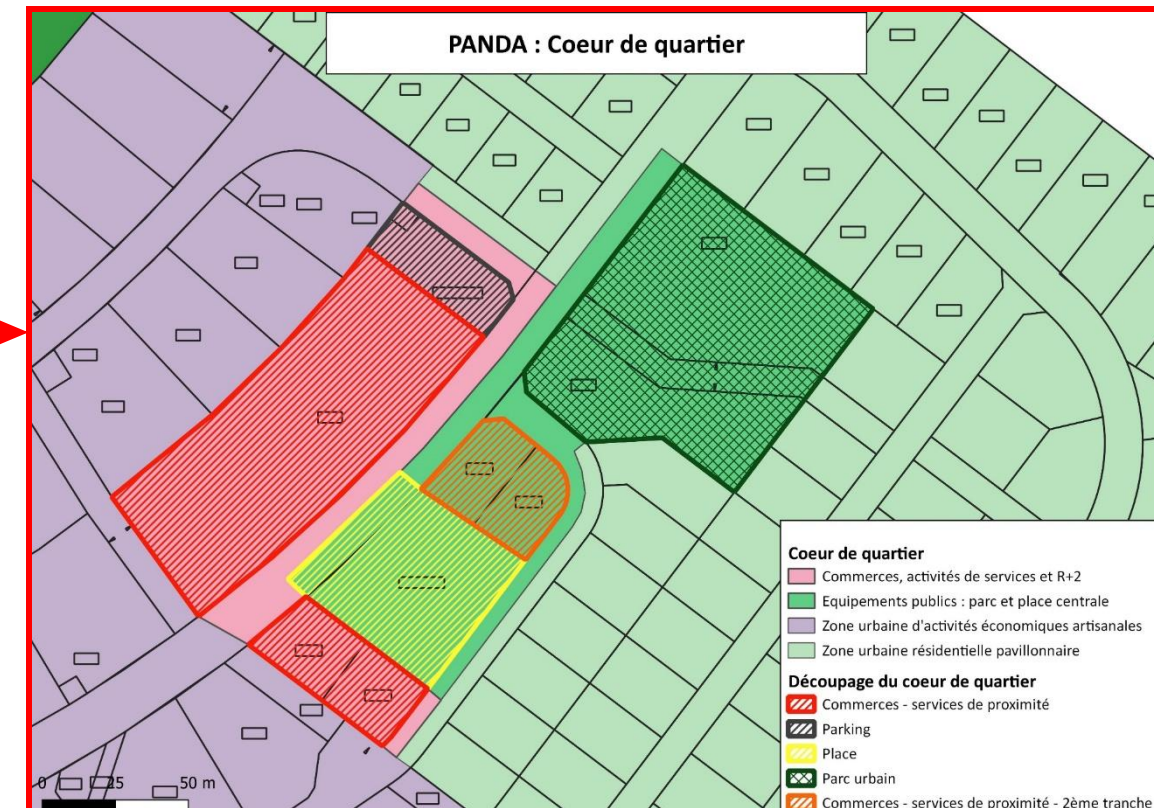 PANDA : Coeur de quartier
Coeur de quartier
Commerces, activités de services et R+2
Equipements publics : parc et place centrale
Zone urbaine d'activités économiques artisanales
Zone urbaine résidentielle pavillonnaire
Découpage du coeur de quartier
Commerces - services de proximité
Parking
Place
Parc urbain
Commerces - services de proximité - 2ème tranche
0 25 50 m